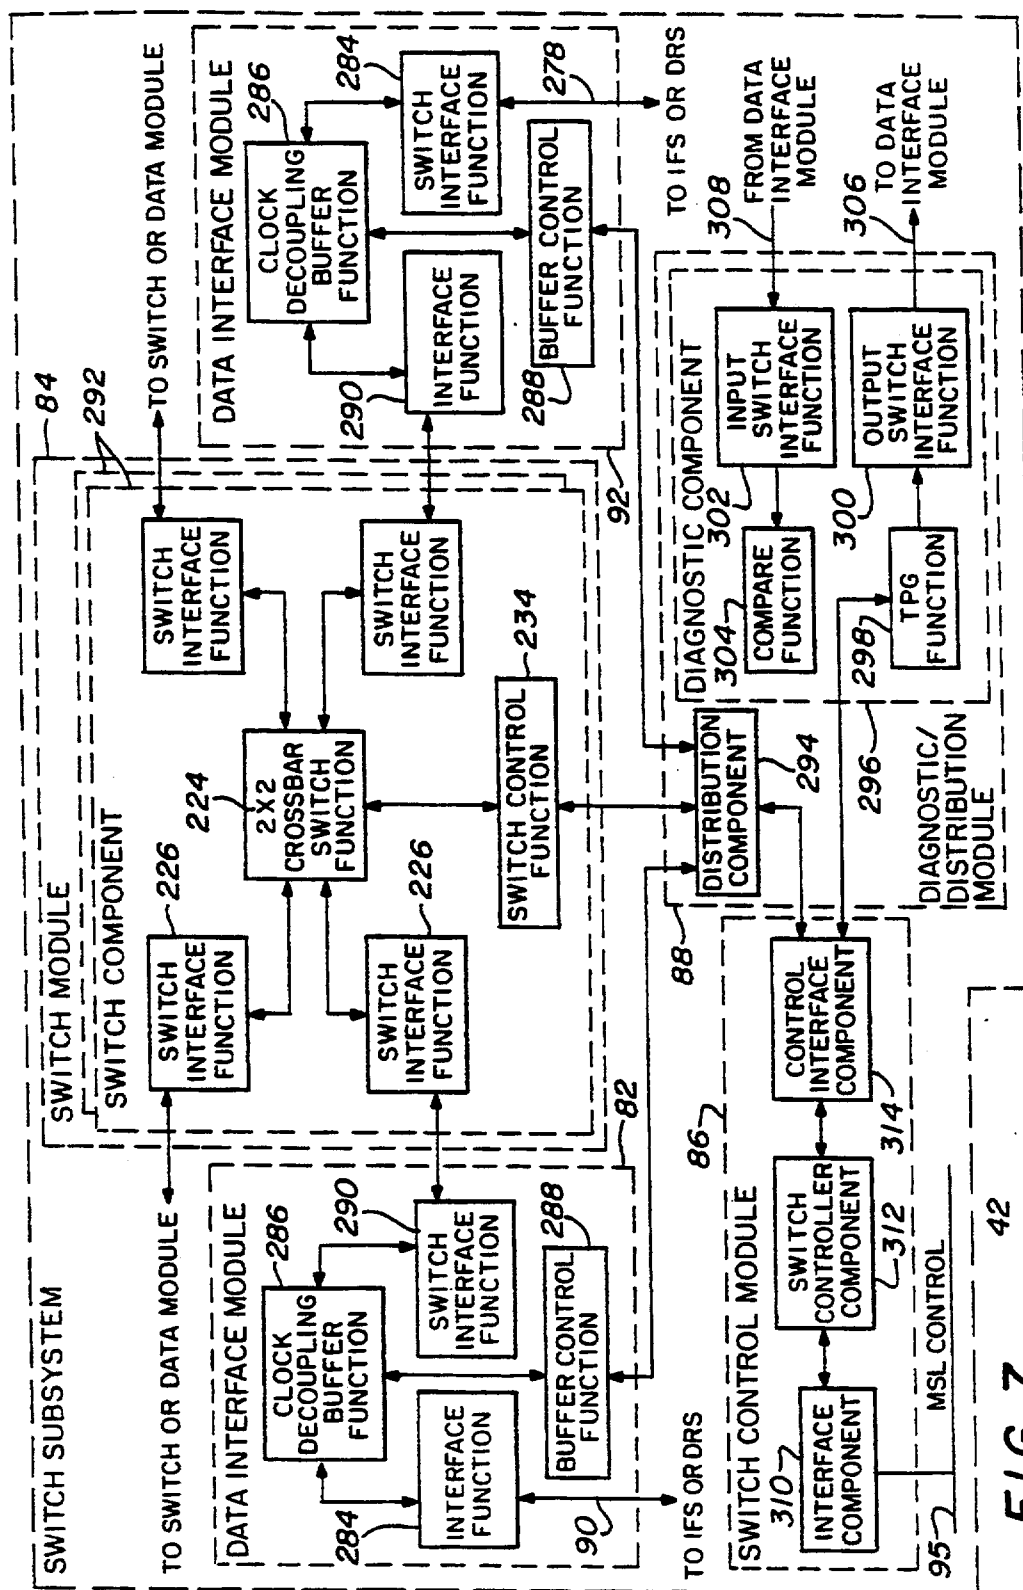 SWITCH SUBSYSTEM
SWITCH MODULE
84
SWITCH COMPONENT
292
TO SWITCH OR DATA MODULE
TO SWITCH OR DATA MODULE
226
SWITCH
INTERFACE
FUNCTION
SWITCH
INTERFACE
FUNCTION
224
2X2
CROSSBAR
SWITCH
FUNCTION
226
SWITCH
INTERFACE
FUNCTION
SWITCH
INTERFACE
FUNCTION
234
SWITCH CONTROL
FUNCTION
DATA INTERFACE MODULE
286
CLOCK
DECOUPLING
BUFFER
FUNCTION
290
284
INTERFACE
FUNCTION
SWITCH
INTERFACE
FUNCTION
288
BUFFER CONTROL
FUNCTION
90
82
TO IFS OR DRS
DATA INTERFACE MODULE
286
CLOCK
DECOUPLING
BUFFER
FUNCTION
284
290
INTERFACE
FUNCTION
SWITCH
INTERFACE
FUNCTION
288
BUFFER CONTROL
FUNCTION
278
92
TO IFS OR DRS
86
SWITCH CONTROL MODULE
310
INTERFACE
COMPONENT
SWITCH
CONTROLLER
COMPONENT
312
CONTROL
INTERFACE
COMPONENT
314
95
MSL CONTROL
88
DISTRIBUTION
COMPONENT
294
DIAGNOSTIC COMPONENT
304
COMPARE
FUNCTION
302
INPUT
SWITCH
INTERFACE
FUNCTION
308
FROM DATA
INTERFACE
MODULE
298
TPG
FUNCTION
300
OUTPUT
SWITCH
INTERFACE
FUNCTION
306
TO DATA
INTERFACE
MODULE
296
DIAGNOSTIC/
DISTRIBUTION
MODULE
42
FIG. 7